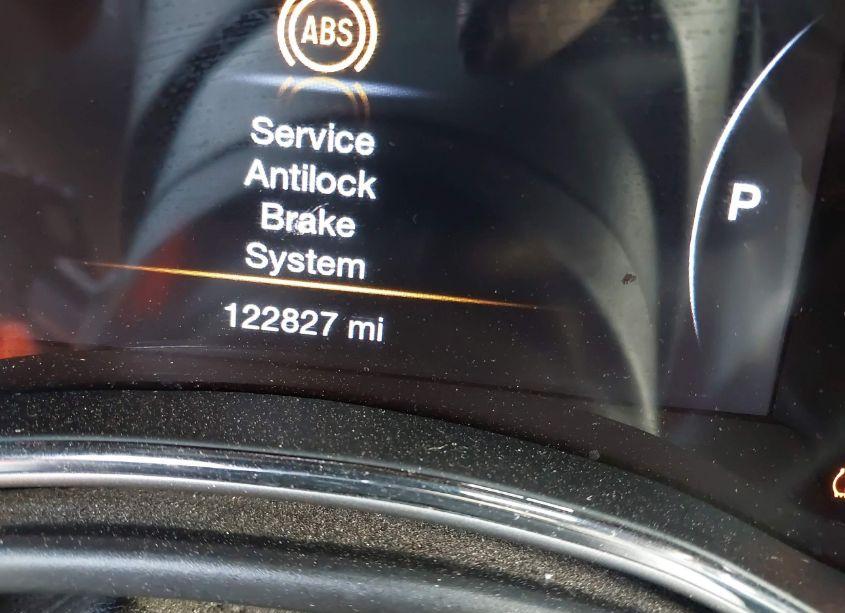 ABS
Service
Antilock
Brake
System
122827 mi
P